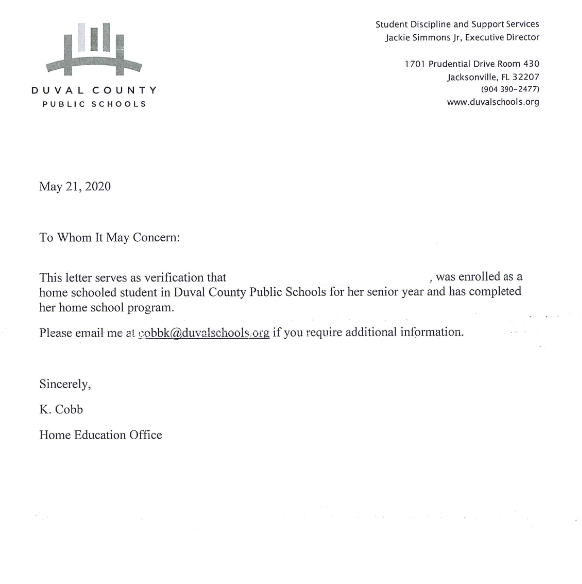 DUVAL COUNTY
PUBLIC SCHOOLS
Student Discipline and Support Services
Jackie Simmons Jr, Executive Director
1701 Prudential Drive Room 430
Jacksonville, FL 32207
(904 390-2477)
www.duvalschools.org
May 21, 2020
To Whom It May Concern:
This letter serves as verification that , was enrolled as a
home schooled student in Duval County Public Schools for her senior year and has completed
her home school program.
Please email me at cobbk@duvalschools.org if you require additional information.
Sincerely,
K. Cobb
Home Education Office